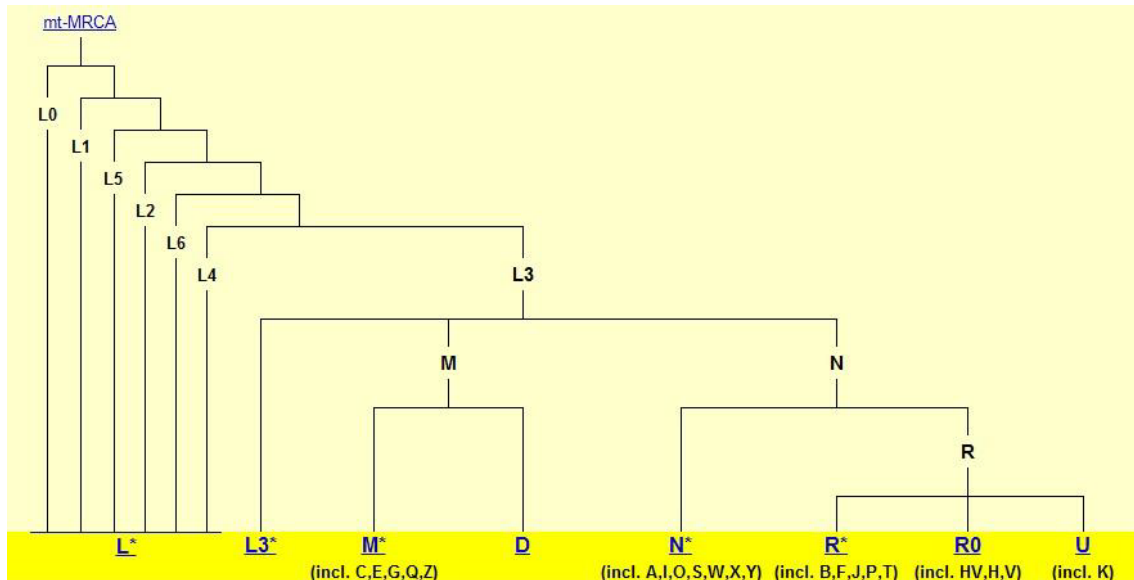 mt-MRCA
L0
L1
L5
L2
L6
L4
L3
M
N
R
L* L3* M* D N* R* R0 U
(incl. C,E,G,Q,Z) (incl. A,I,O,S,W,X,Y) (incl. B,F,J,P,T) (incl. HV,H,V) (incl. K)